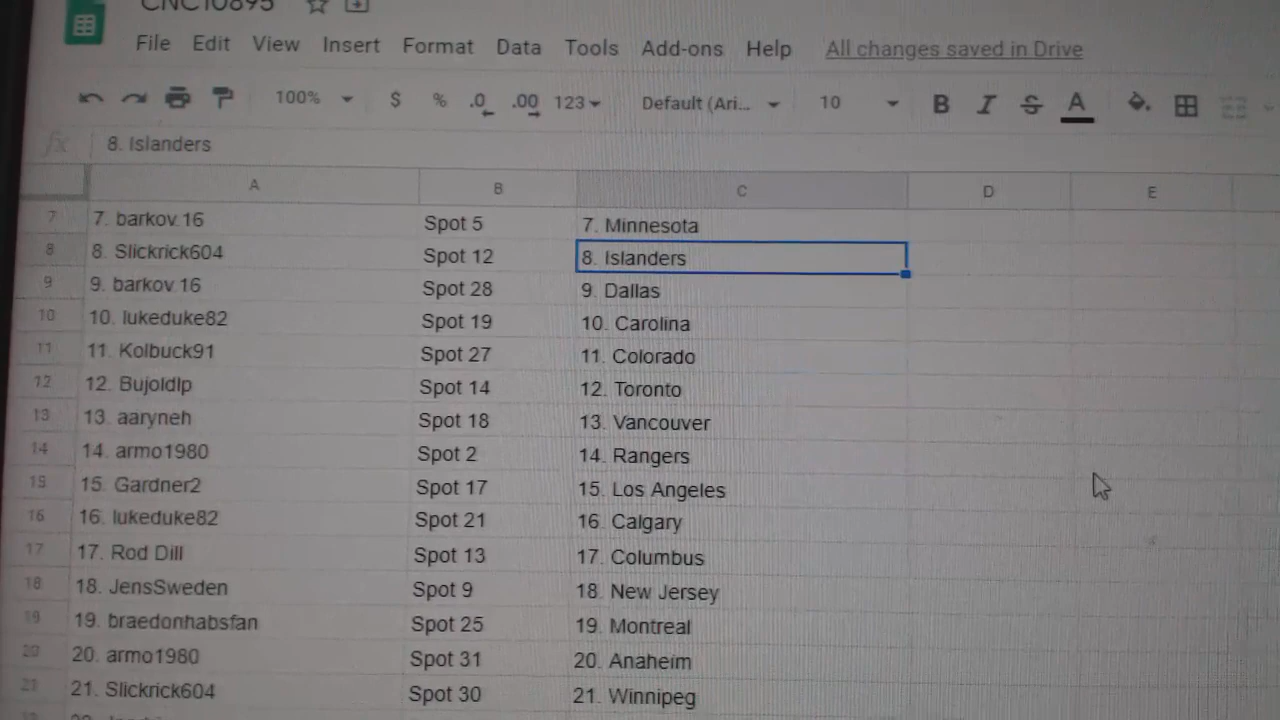 CNC10895
File Edit View Insert Format Data Tools Add-ons Help All changes saved in Drive
100% $ % .0 .00 123 Default (Ari... 10 B I S A
fx 8. Islanders
A B C D E
7 7. barkov.16 Spot 5 7. Minnesota
8 8. Slickrick604 Spot 12 8. Islanders
9 9. barkov.16 Spot 28 9. Dallas
10 10. lukeduke82 Spot 19 10. Carolina
11 11. Kolbuck91 Spot 27 11. Colorado
12 12. Bujoldlp Spot 14 12. Toronto
13 13. aaryneh Spot 18 13. Vancouver
14 14. armo1980 Spot 2 14. Rangers
15 15. Gardner2 Spot 17 15. Los Angeles
16 16. lukeduke82 Spot 21 16. Calgary
17 17. Rod Dill Spot 13 17. Columbus
18 18. JensSweden Spot 9 18. New Jersey
19 19. braedonhabsfan Spot 25 19. Montreal
20 20. armo1980 Spot 31 20. Anaheim
21 21. Slickrick604 Spot 30 21. Winnipeg